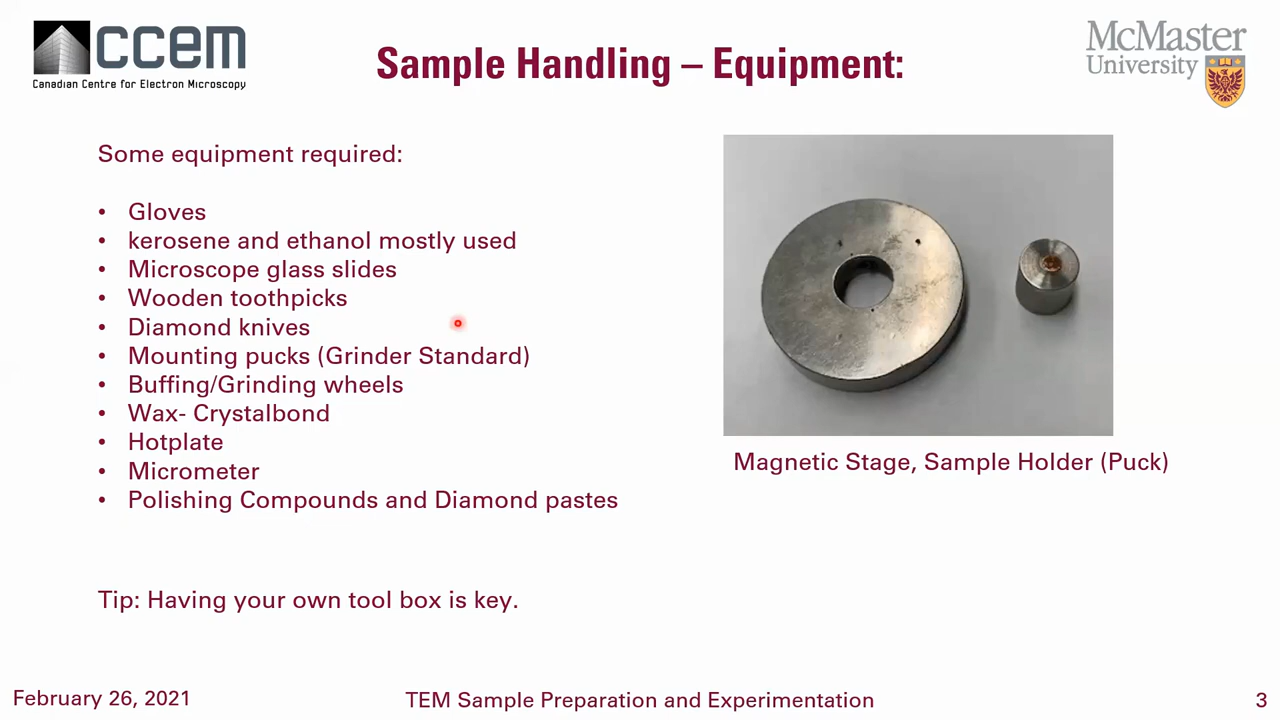 ccem
Canadian Centre for Electron Microscopy
Sample Handling – Equipment:
McMaster
University
Some equipment required:
• Gloves
• kerosene and ethanol mostly used
• Microscope glass slides
• Wooden toothpicks
• Diamond knives
• Mounting pucks (Grinder Standard)
• Buffing/Grinding wheels
• Wax- Crystalbond
• Hotplate
• Micrometer
• Polishing Compounds and Diamond pastes
Magnetic Stage, Sample Holder (Puck)
Tip: Having your own tool box is key.
February 26, 2021
TEM Sample Preparation and Experimentation
3